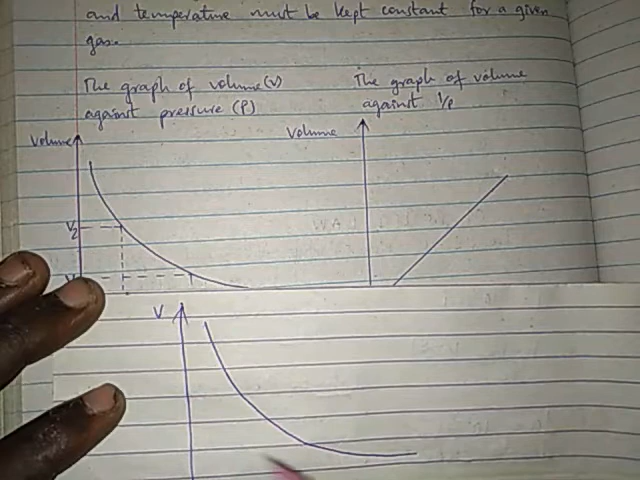 and temperature must be kept constant for a given
gas.
The graph of volume (V)
against pressure (P)
The graph of volume
against 1/P
Volume
Volume
V2
V